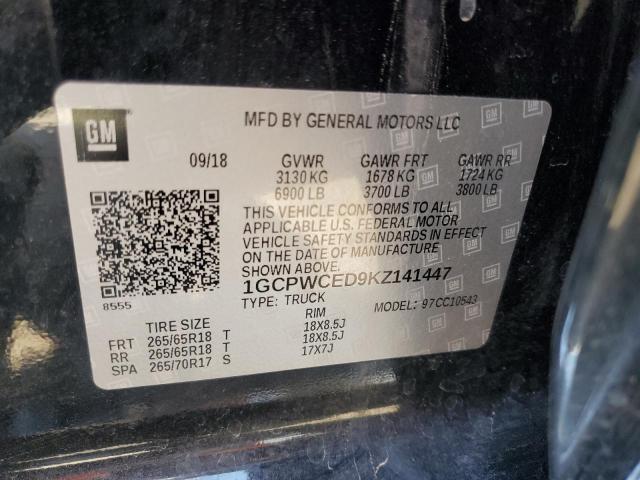 GM
MFD BY GENERAL MOTORS LLC
09/18 GVWR GAWR FRT GAWR RR
3130 KG 1678 KG 1724 KG
6900 LB 3700 LB 3800 LB
THIS VEHICLE CONFORMS TO ALL
APPLICABLE U.S. FEDERAL MOTOR
VEHICLE SAFETY STANDARDS IN EFFECT
ON THE DATE OF MANUFACTURE
SHOWN ABOVE.
1GCPWCED9KZ141447
8555 TYPE: TRUCK MODEL: 97CC10543
TIRE SIZE RIM
FRT 265/65R18 T 18X8.5J
RR 265/65R18 T 18X8.5J
SPA 265/70R17 S 17X7J